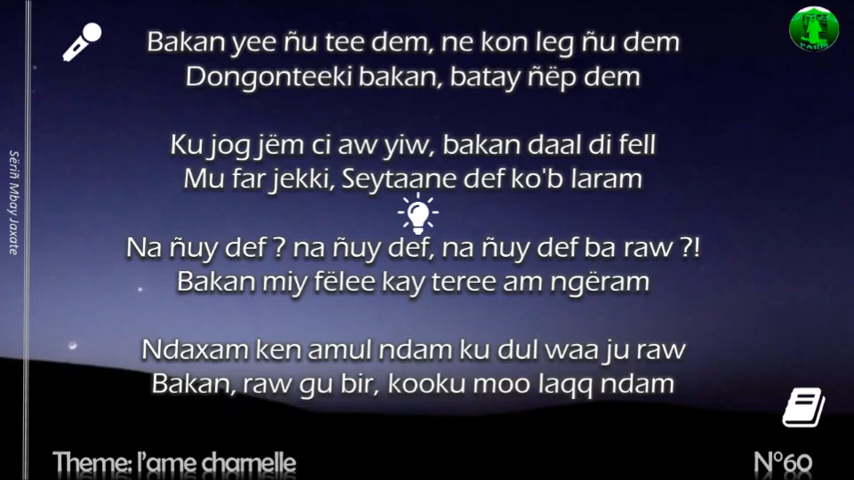 Bakan yee ñu tee dem, ne kon leg ñu dem
Dongonteeki bakan, batay ñëp dem
Ku jog jëm ci aw yiw, bakan daal di fell
Mu far jekki, Seytaane def ko'b laram
Na ñuy def ? na ñuy def, na ñuy def ba raw ?!
Bakan miy fëlee kay teree am ngëram
Ndaxam ken amul ndam ku dul waa ju raw
Bakan, raw gu bir, kooku moo laqq ndam
Sëriñ Mbay Jaxate
Theme: l'ame charnelle
N°60